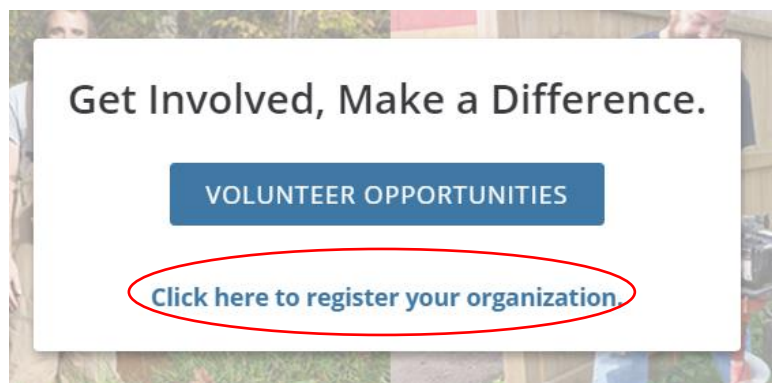 Get Involved, Make a Difference.
VOLUNTEER OPPORTUNITIES
Click here to register your organization.